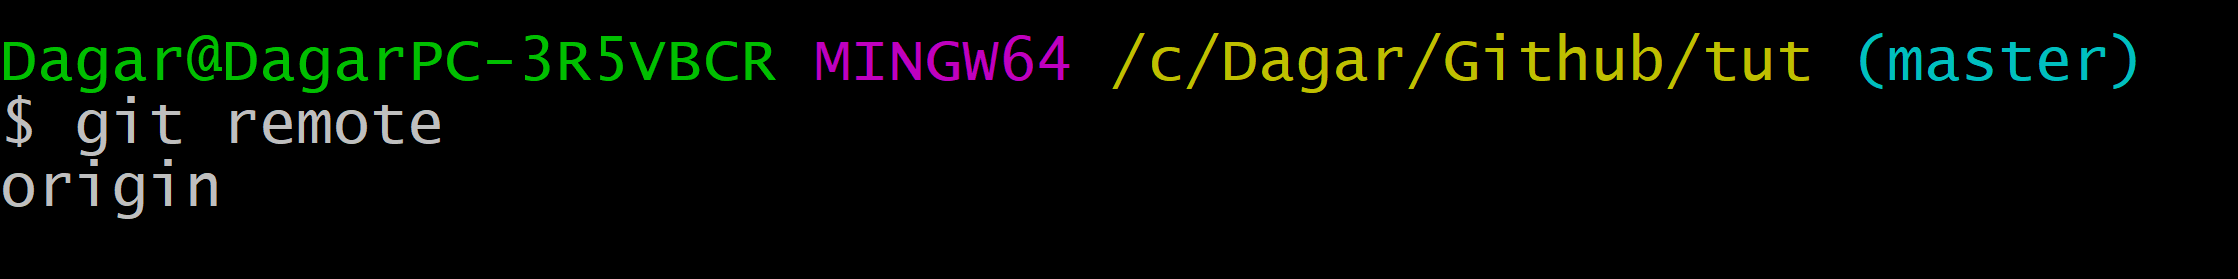 Dagar@DagarPC-3R5VBCR MINGW64 /c/Dagar/Github/tut (master)
$ git remote
origin